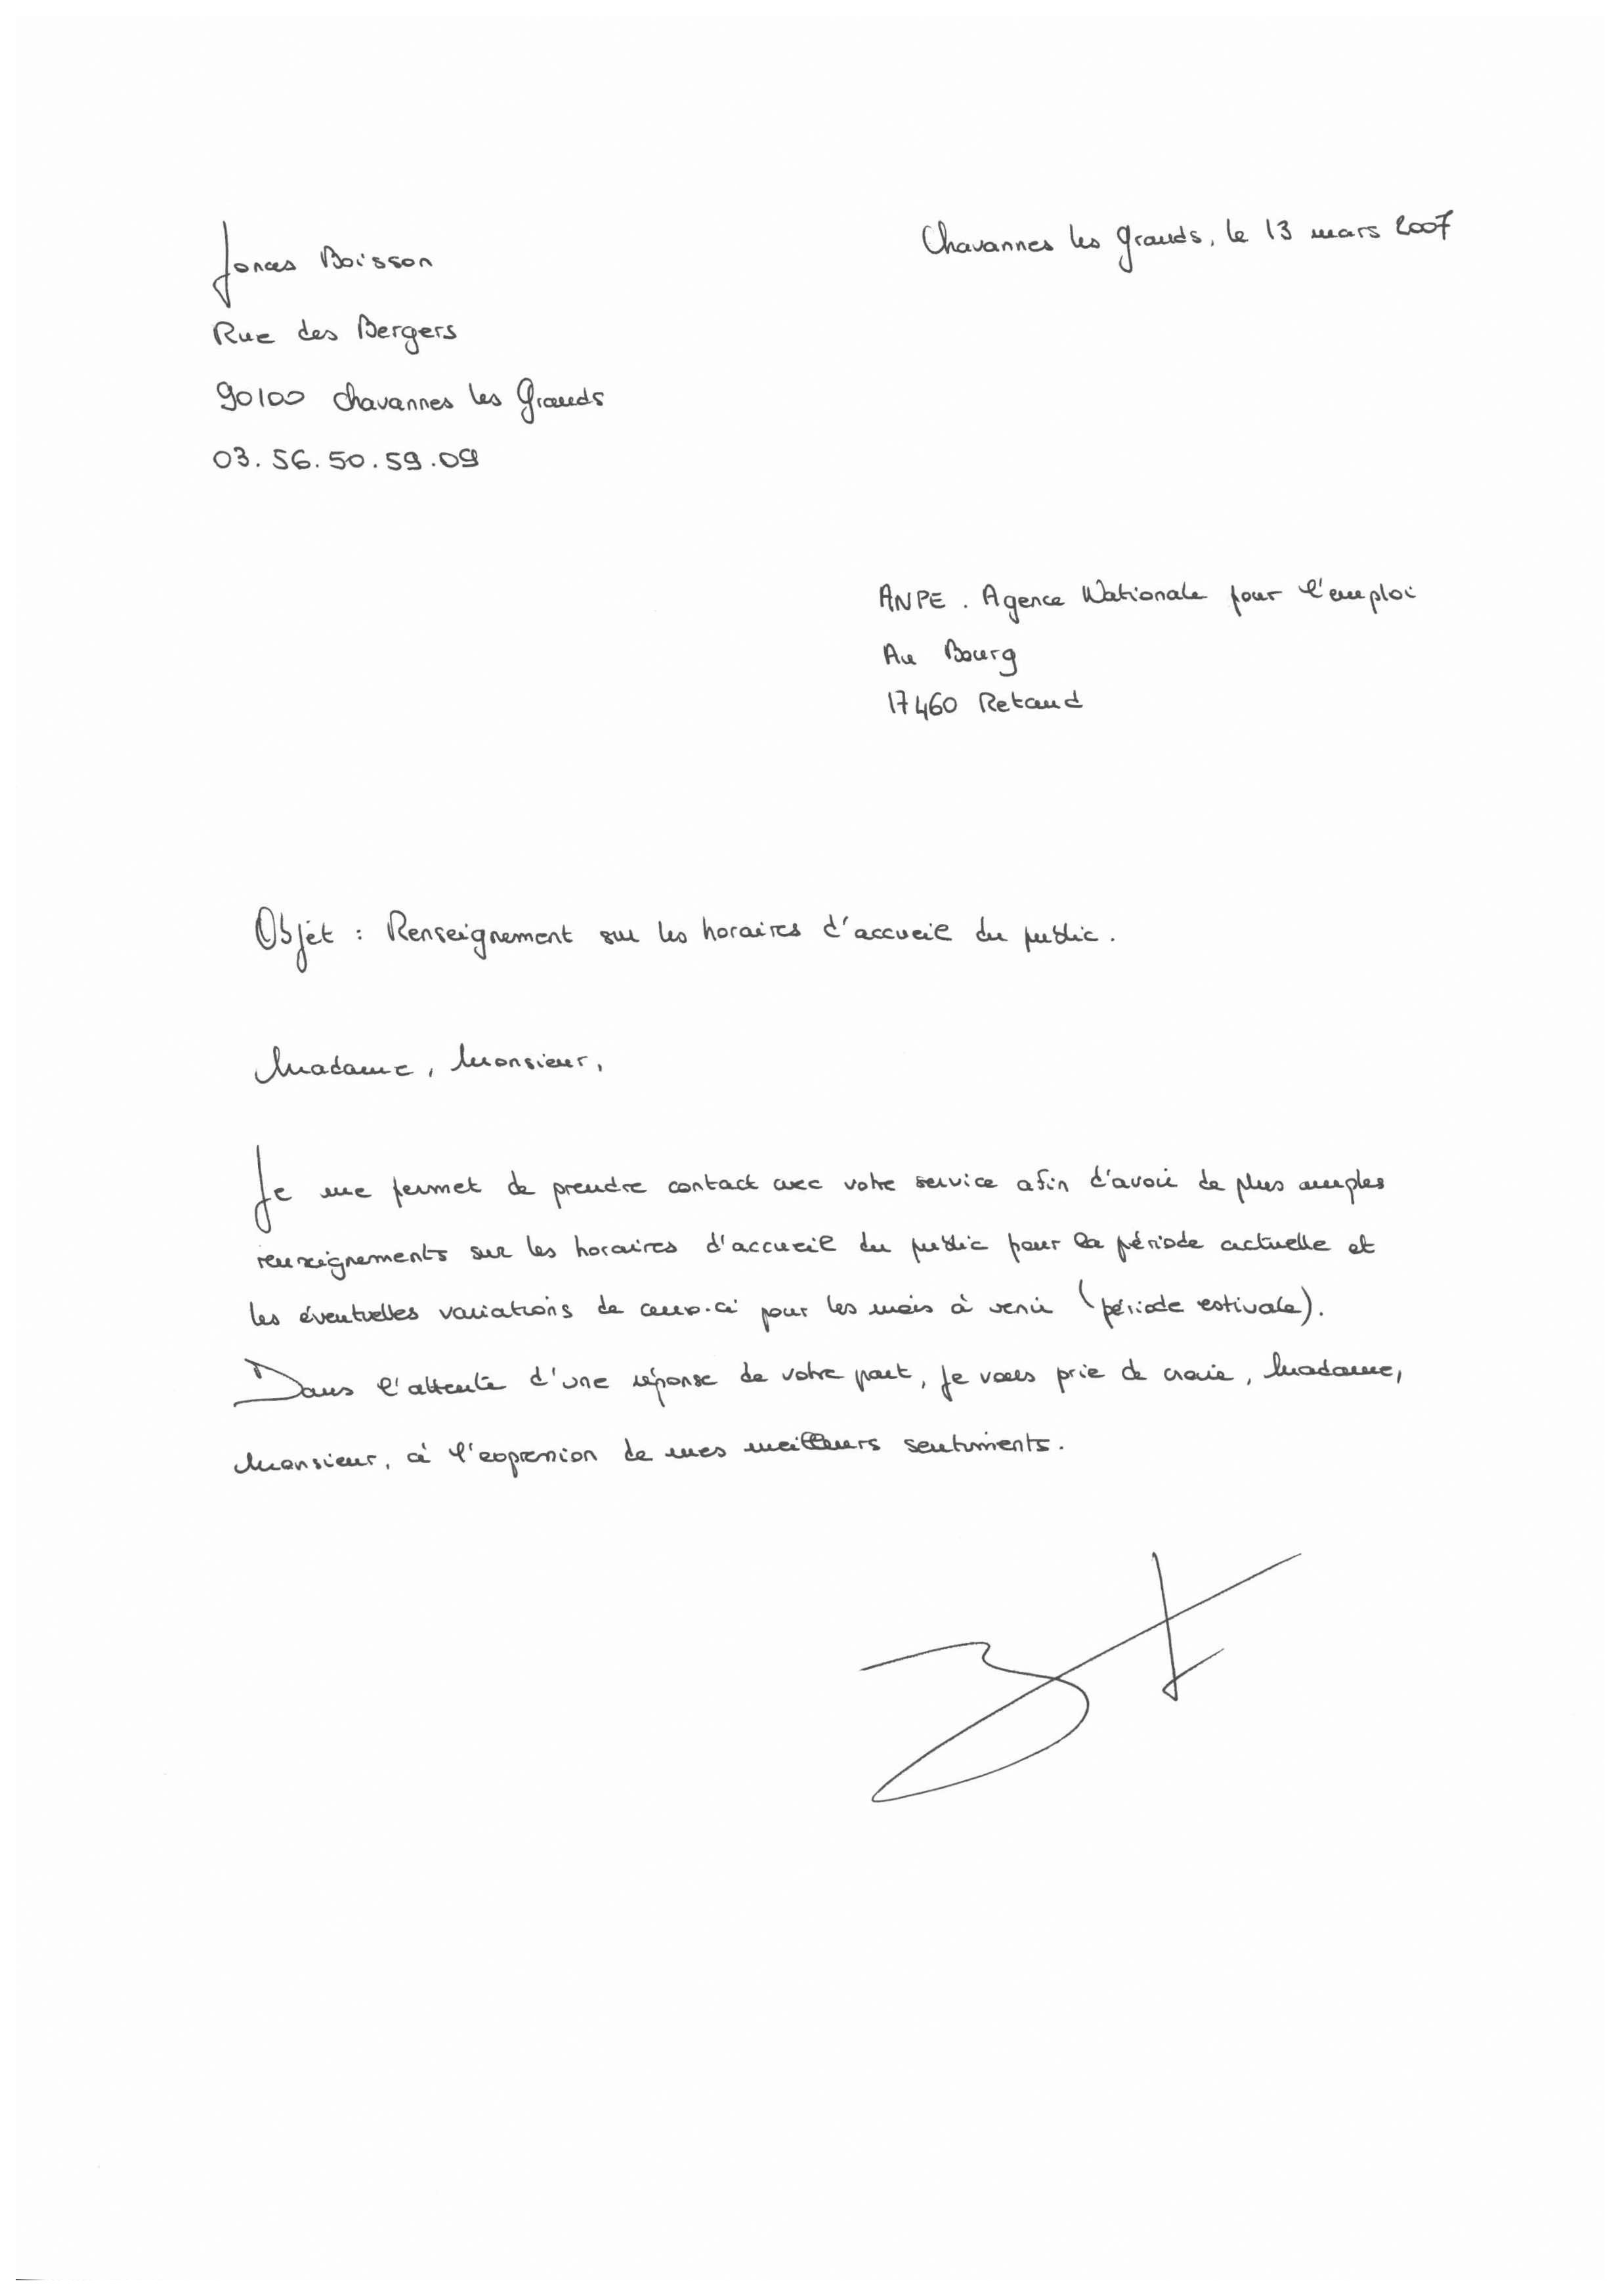 Jonas Boisson
Chavannes les Grands, le 13 mars 2007
Rue des Bergers
90100 Chavannes les Grands
03.56.50.59.09
ANPE. Agence Nationale pour l'emploi
Au Bourg
17460 Retaud
Objet : Renseignement sur les horaires d'accueil du public.
Madame, Monsieur,
Je me permet de prendre contact avec votre service afin d'avoir de plus amples
renseignements sur les horaires d'accueil du public pour la période actuelle et
les éventuelles variations de ceux-ci pour les mois à venir (période estivale).
Dans l'attente d'une réponse de votre part, je vous prie de croire, Madame,
Monsieur, à l'expression de mes meilleurs sentiments.